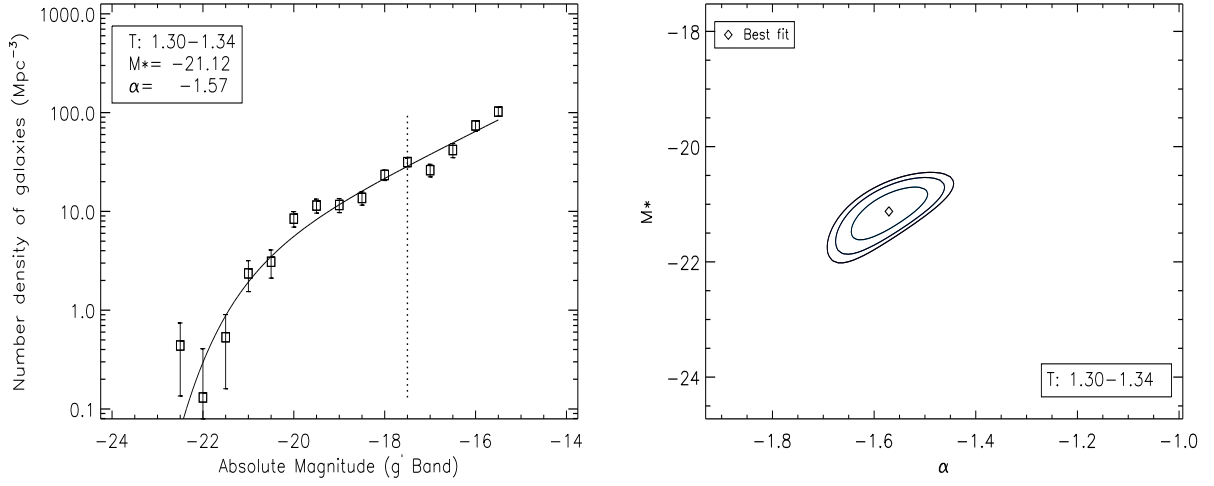 1000.0
100.0
10.0
1.0
0.1
Number density of galaxies (Mpc⁻³)
T: 1.30−1.34
M*= −21.12
α= −1.57
−24 −22 −20 −18 −16 −14
Absolute Magnitude (g' Band)
−18
−20
−22
−24
M*
Best fit
T: 1.30−1.34
−1.8 −1.6 −1.4 −1.2 −1.0
α